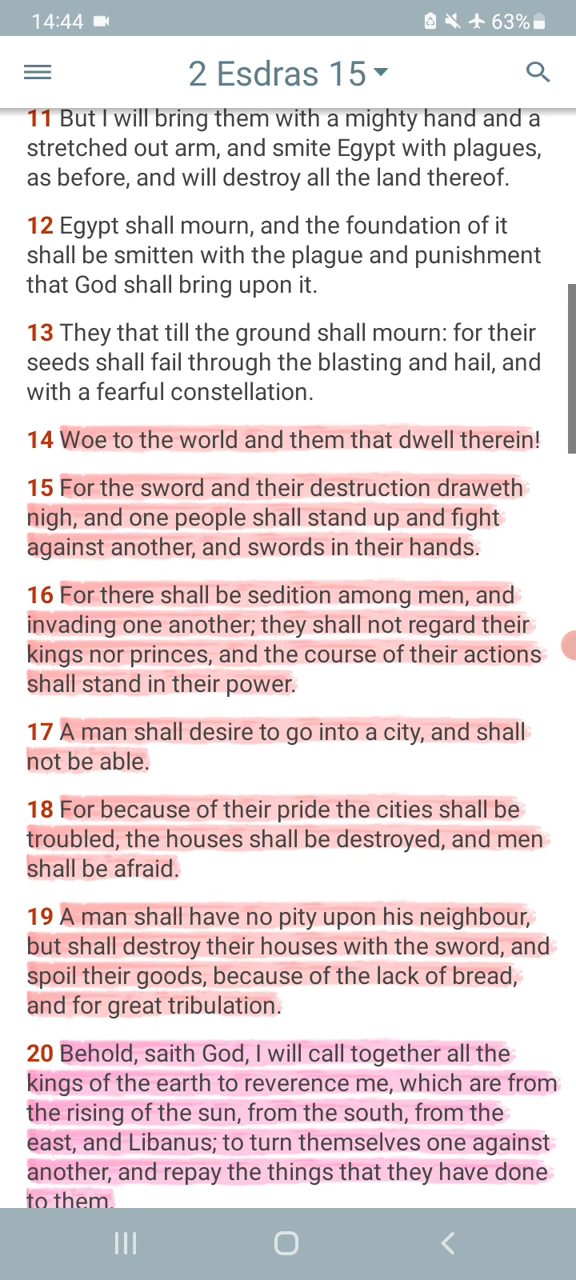 14:44
63%
2 Esdras 15
11 But I will bring them with a mighty hand and a
stretched out arm, and smite Egypt with plagues,
as before, and will destroy all the land thereof.
12 Egypt shall mourn, and the foundation of it
shall be smitten with the plague and punishment
that God shall bring upon it.
13 They that till the ground shall mourn: for their
seeds shall fail through the blasting and hail, and
with a fearful constellation.
14 Woe to the world and them that dwell therein!
15 For the sword and their destruction draweth
nigh, and one people shall stand up and fight
against another, and swords in their hands.
16 For there shall be sedition among men, and
invading one another; they shall not regard their
kings nor princes, and the course of their actions
shall stand in their power.
17 A man shall desire to go into a city, and shall
not be able.
18 For because of their pride the cities shall be
troubled, the houses shall be destroyed, and men
shall be afraid.
19 A man shall have no pity upon his neighbour,
but shall destroy their houses with the sword, and
spoil their goods, because of the lack of bread,
and for great tribulation.
20 Behold, saith God, I will call together all the
kings of the earth to reverence me, which are from
the rising of the sun, from the south, from the
east, and Libanus; to turn themselves one against
another, and repay the things that they have done
to them.